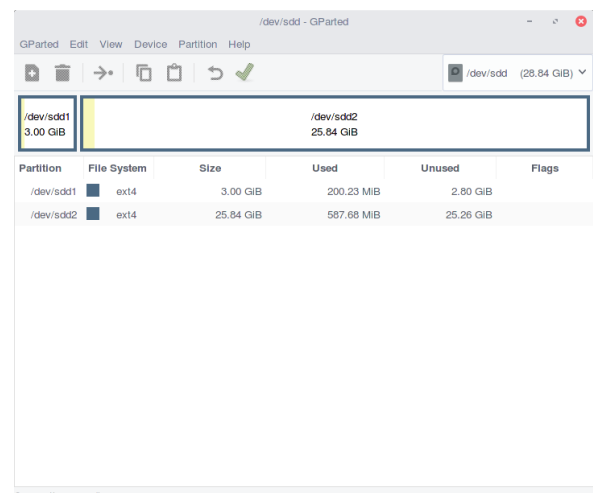 /dev/sdd - GParted
GParted Edit View Device Partition Help
/dev/sdd (28.84 GiB)
/dev/sdd1 /dev/sdd2
3.00 GiB 25.84 GiB
Partition File System Size Used Unused Flags
/dev/sdd1 ext4 3.00 GiB 200.23 MiB 2.80 GiB
/dev/sdd2 ext4 25.84 GiB 587.68 MiB 25.26 GiB